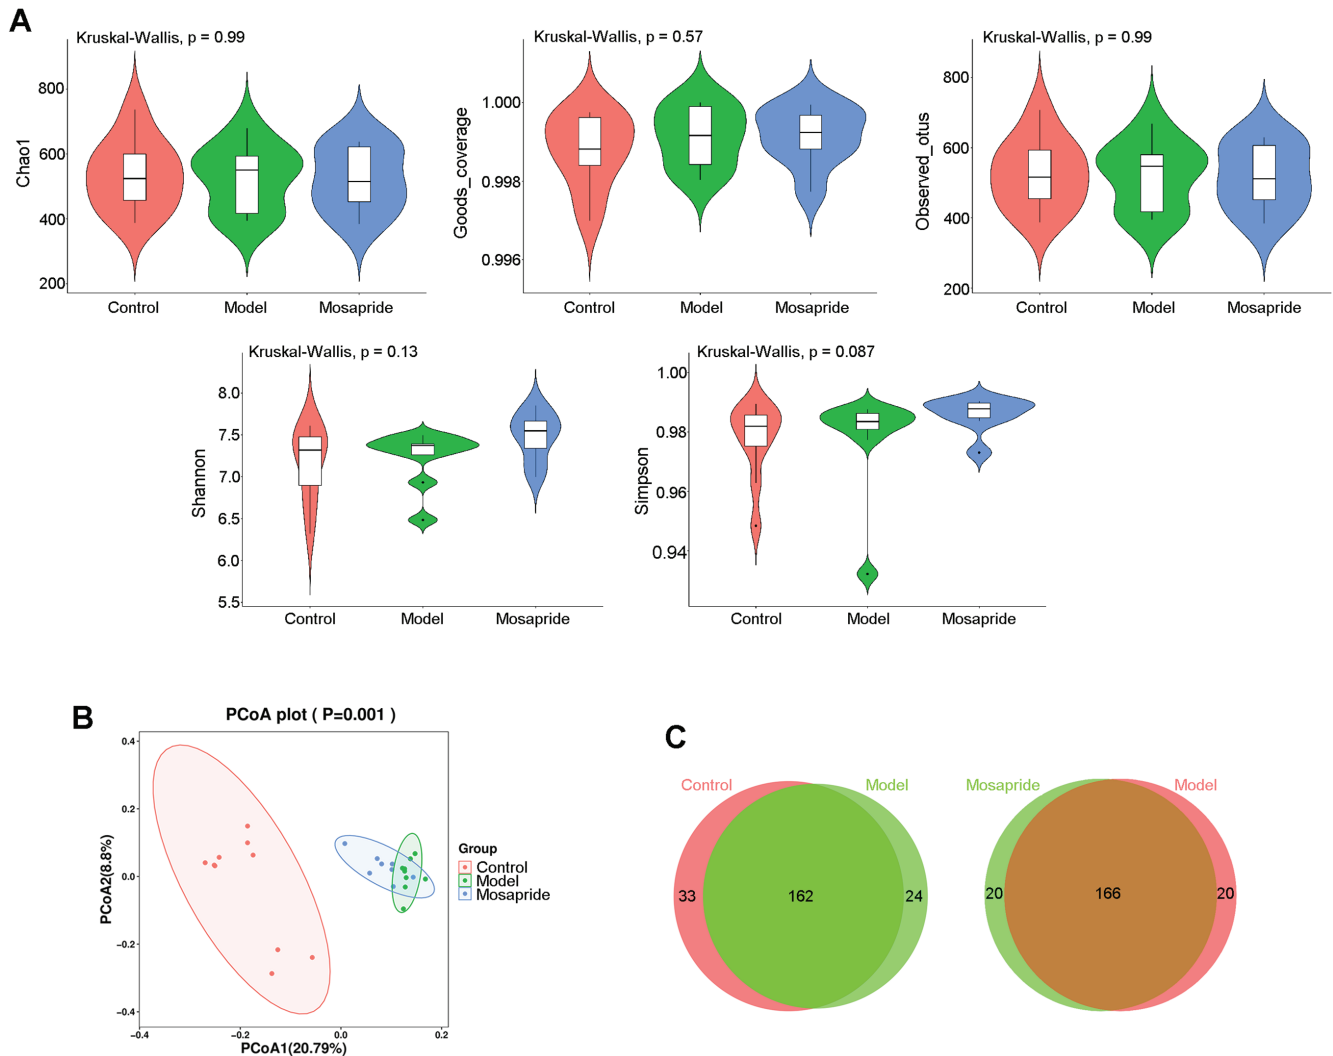 A
Kruskal-Wallis, p = 0.99
Chao1
800
600
400
200
Control
Model
Mosapride
Kruskal-Wallis, p = 0.57
Goods_coverage
1.000
0.998
0.996
Control
Model
Mosapride
Kruskal-Wallis, p = 0.99
Observed_otus
800
600
400
200
Control
Model
Mosapride
Kruskal-Wallis, p = 0.13
Shannon
8.0
7.5
7.0
6.5
6.0
5.5
Control
Model
Mosapride
Kruskal-Wallis, p = 0.087
Simpson
1.00
0.98
0.96
0.94
Control
Model
Mosapride
B
PCoA plot ( P=0.001 )
PCoA2(8.8%)
0.4
0.2
0.0
−0.2
−0.4
−0.4
−0.2
0.0
0.2
PCoA1(20.79%)
Group
Control
Model
Mosapride
C
Control
Model
33
162
24
Mosapride
Model
20
166
20